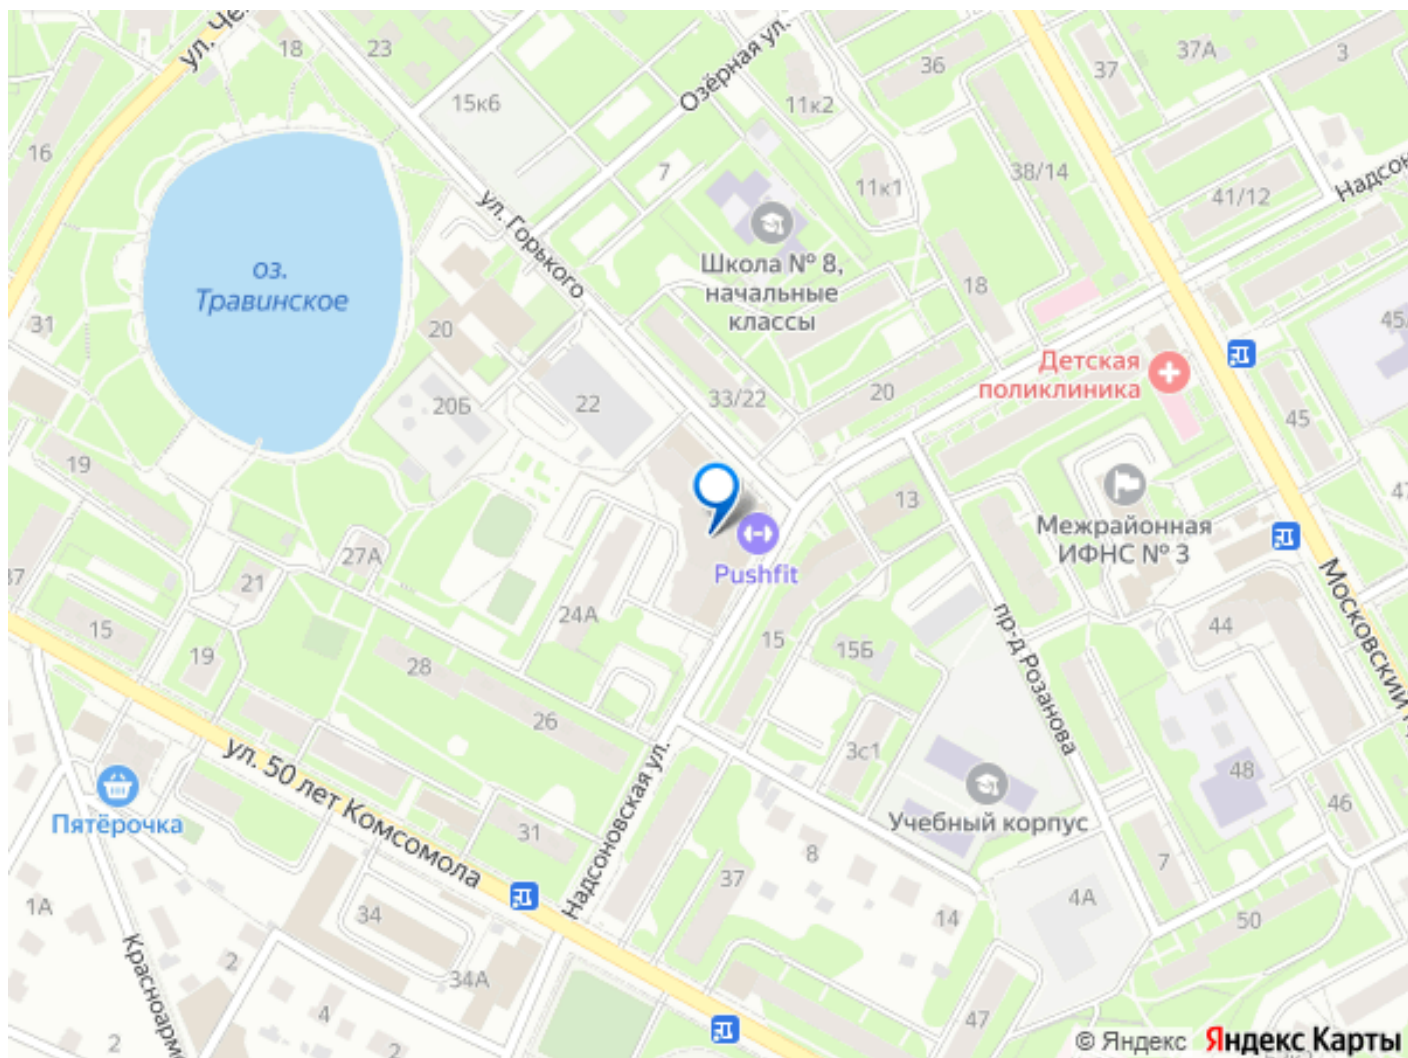 ул. Че
18
23
Озёрная ул.
36
37
37А
3
15к6
11к2
16
7
11к1
38/14
41/12
Надсон
ул. Горького
оз.
Травинское
Школа № 8,
начальные
классы
18
31
20
45
Детская
поликлиника
20Б
22
33/22
20
45
19
13
47
Межрайонная
ИФНС № 3
Pushfit
27А
21
37
24А
15
19
28
15
15Б
пр-д Розанова
44
Московский п
26
3с1
ул. 50 лет Комсомола
Надсоновская ул.
48
46
Пятёрочка
31
Учебный корпус
8
7
37
4А
1А
34
14
50
Красноарм
2
34А
4
47
2
2
© Яндекс Яндекс Карты